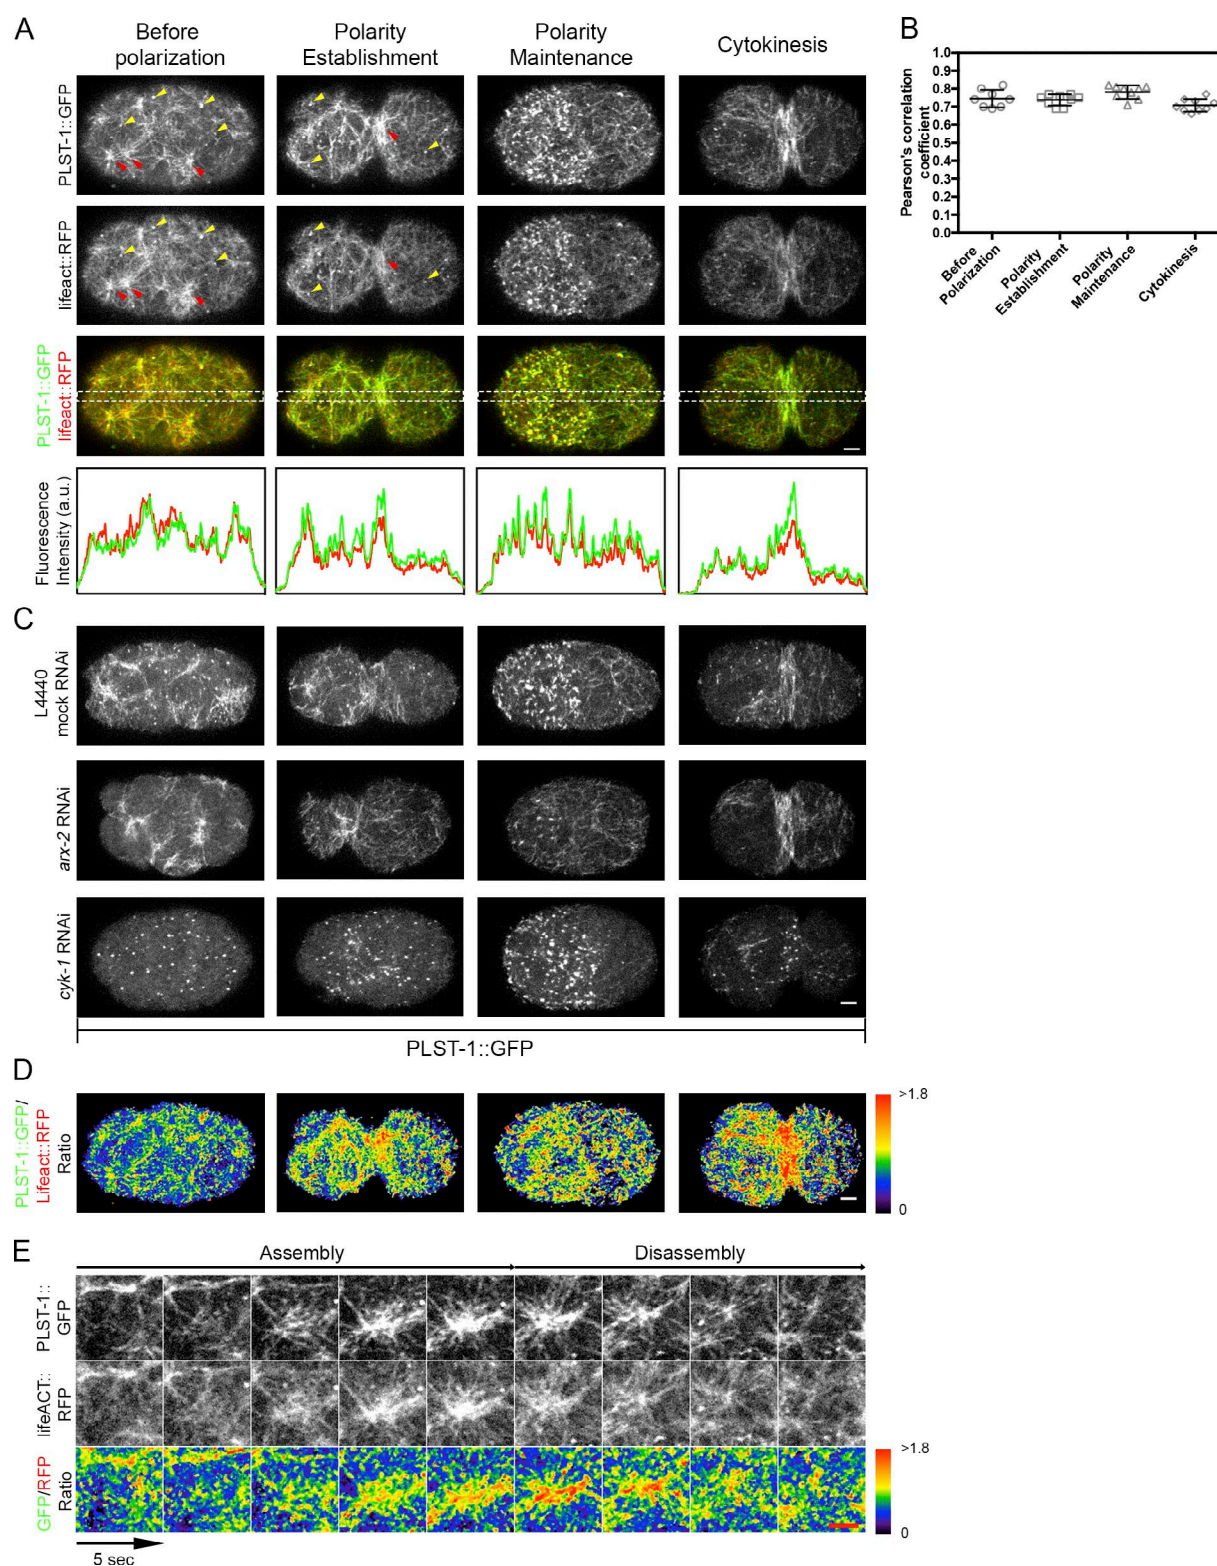 A
Before
polarization
Polarity
Establishment
Polarity
Maintenance
Cytokinesis
PLST-1::GFP
lifeact::RFP
PLST-1::GFP
lifeact::RFP
Fluorescence
Intensity (a.u.)
B
Pearson's correlation
coefficient
1.0
0.9
0.8
0.7
0.6
0.5
0.4
0.3
0.2
0.1
0.0
Before
Polarization
Polarity
Establishment
Polarity
Maintenance
Cytokinesis
C
L4440
mock RNAi
arx-2 RNAi
cyk-1 RNAi
PLST-1::GFP
D
PLST-1::GFP/
Lifeact::RFP
Ratio
>1.8
0
E
Assembly
Disassembly
PLST-1::
GFP
lifeACT::
RFP
GFP/RFP
Ratio
>1.8
0
5 sec